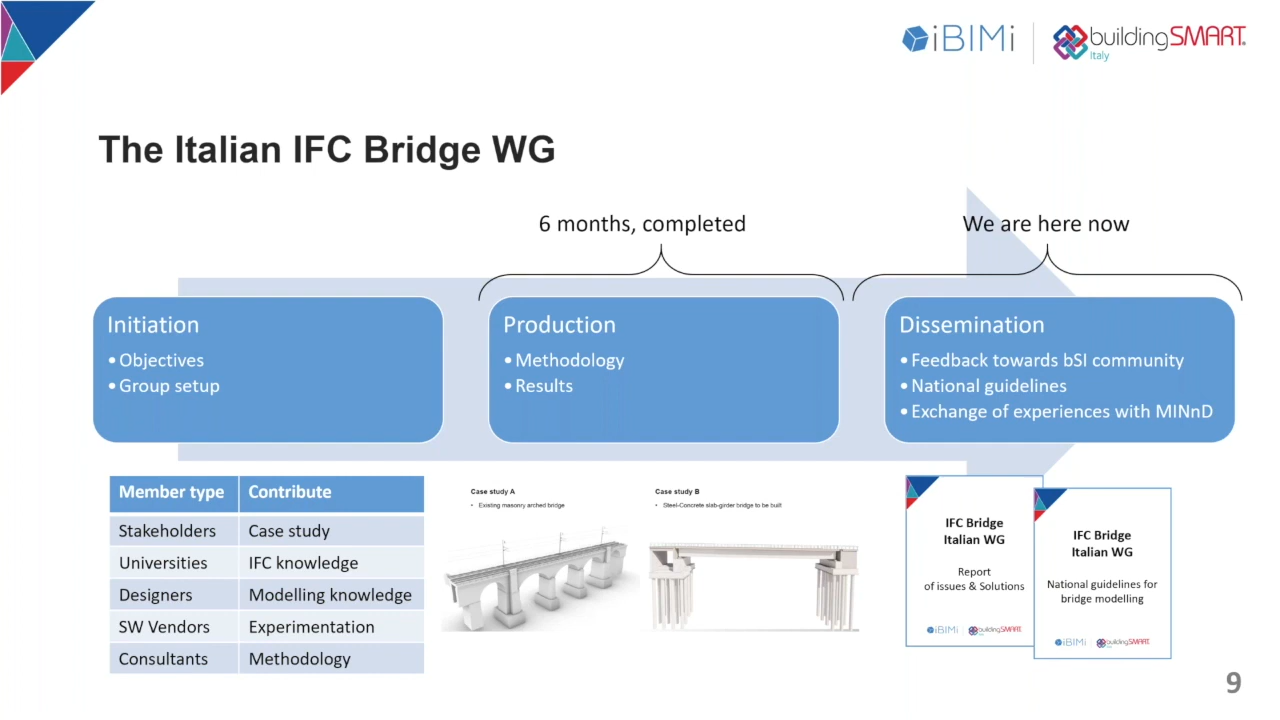 iBIMi
buildingSMART
Italy
The Italian IFC Bridge WG
6 months, completed
We are here now
Initiation
• Objectives
• Group setup
Production
• Methodology
• Results
Dissemination
• Feedback towards bSI community
• National guidelines
• Exchange of experiences with MINnD
Member type Contribute
Stakeholders Case study
Universities IFC knowledge
Designers Modelling knowledge
SW Vendors Experimentation
Consultants Methodology
Case study A
• Existing masonry arched bridge
Case study B
• Steel-Concrete slab-girder bridge to be built
IFC Bridge
Italian WG
Report
of issues & Solutions
iBIMi buildingSMART
IFC Bridge
Italian WG
National guidelines for
bridge modelling
iBIMi buildingSMART
9